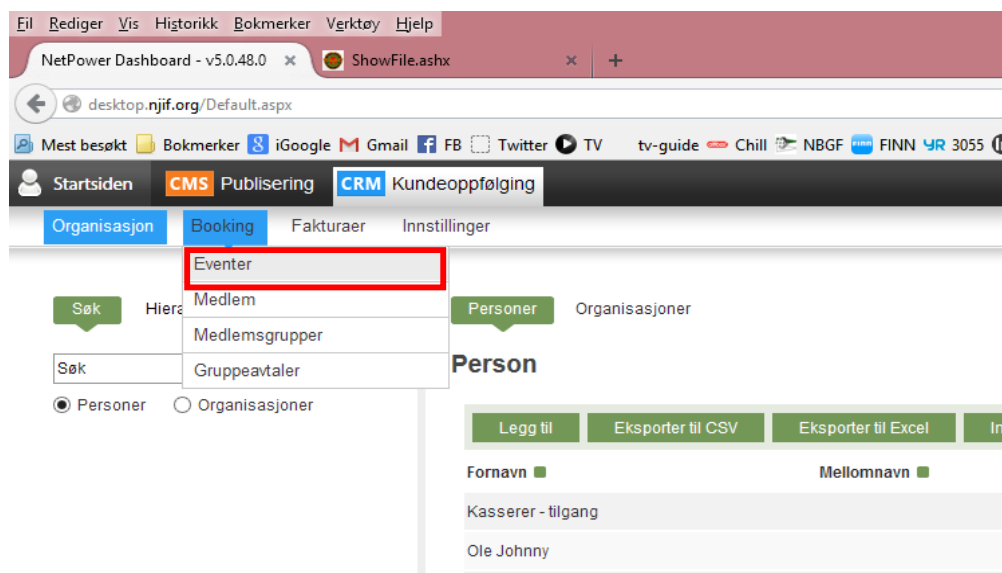 Fil Rediger Vis Historikk Bokmerker Verktøy Hjelp
NetPower Dashboard - v5.0.48.0 ShowFile.ashx
desktop.njif.org/Default.aspx
Mest besøkt Bokmerker iGoogle Gmail FB Twitter TV tv-guide Chill NBGF FINN YR 3055
Startsiden CMS Publisering CRM Kundeoppfølging
Organisasjon Booking Fakturaer Innstillinger
Eventer
Medlem
Medlemsgrupper
Gruppeavtaler
Søk Hiera
Søk
Personer Organisasjoner
Personer Organisasjoner
Person
Legg til Eksporter til CSV Eksporter til Excel
Fornavn Mellomnavn
Kasserer - tilgang
Ole Johnny